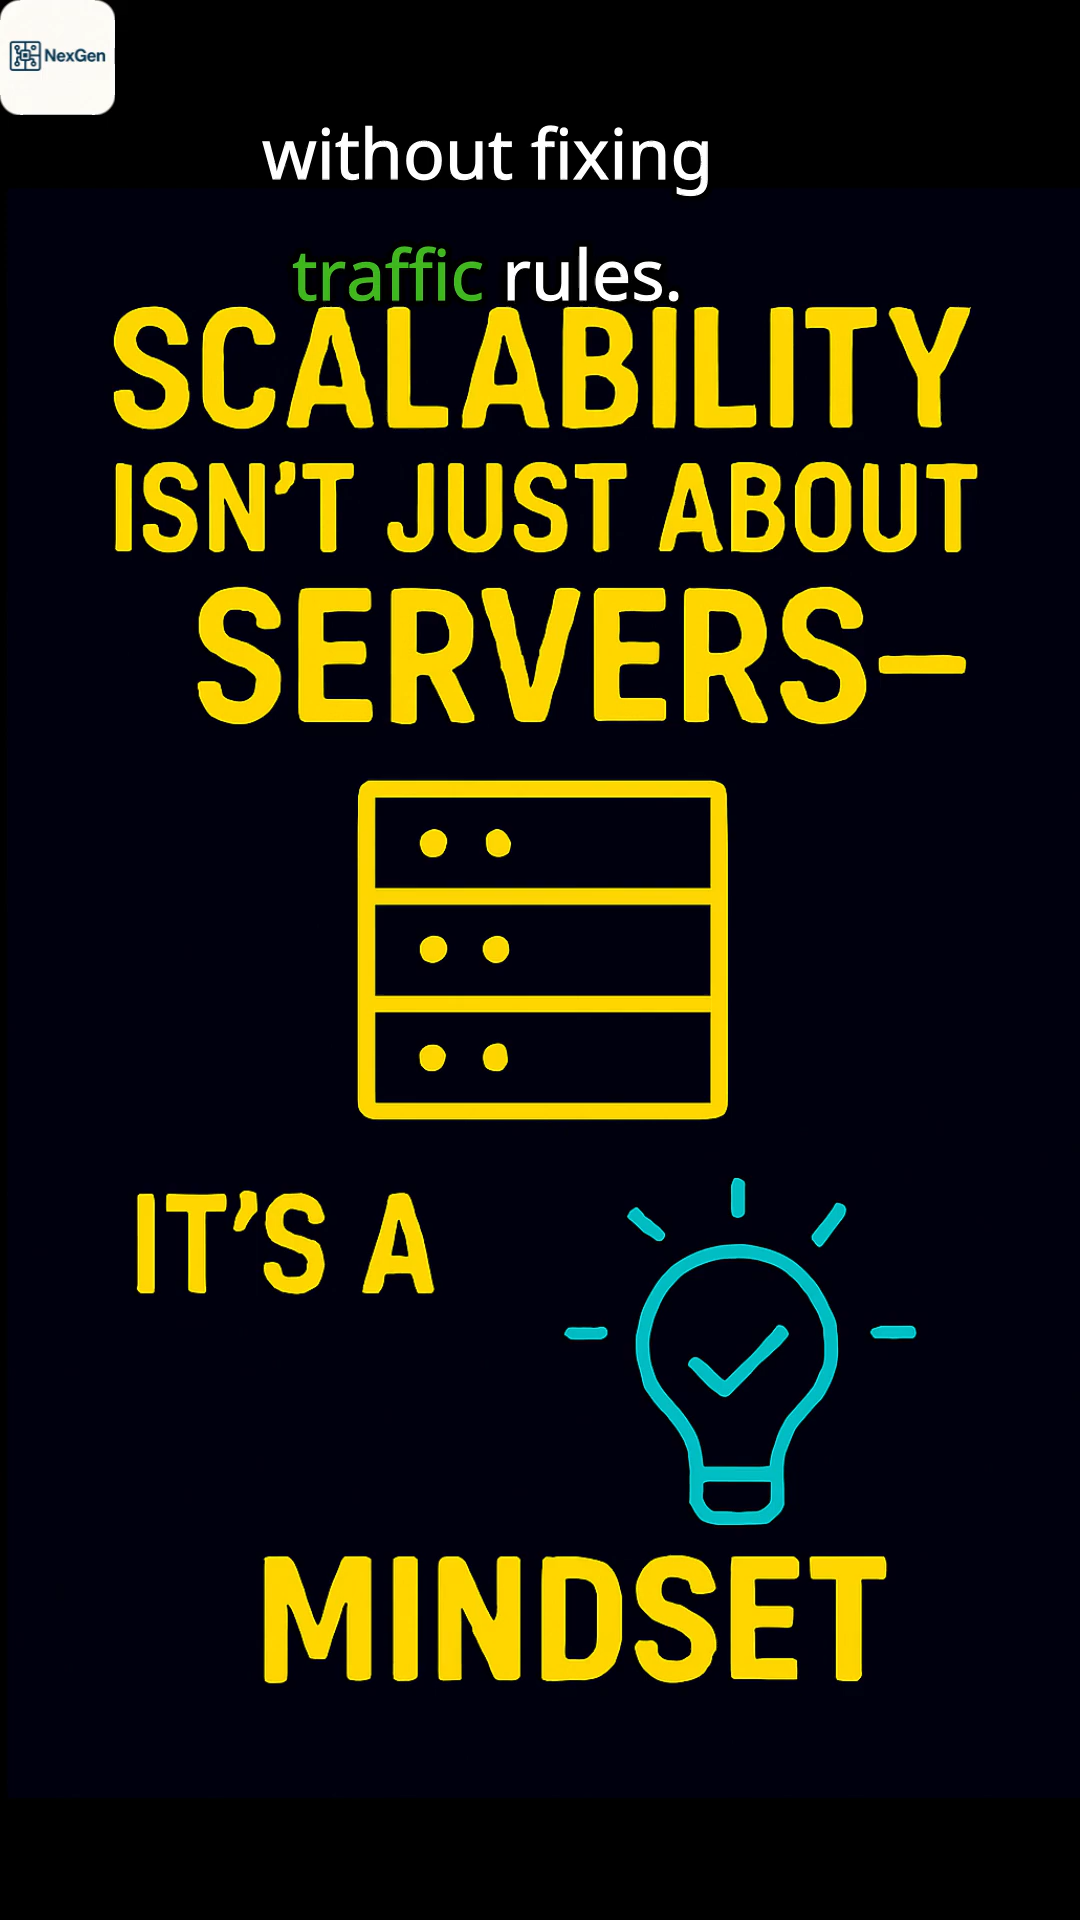 NexGen
without fixing
traffic rules.
SCALABILITY
ISN’T JUST ABOUT
SERVERS–
IT’S A
MINDSET